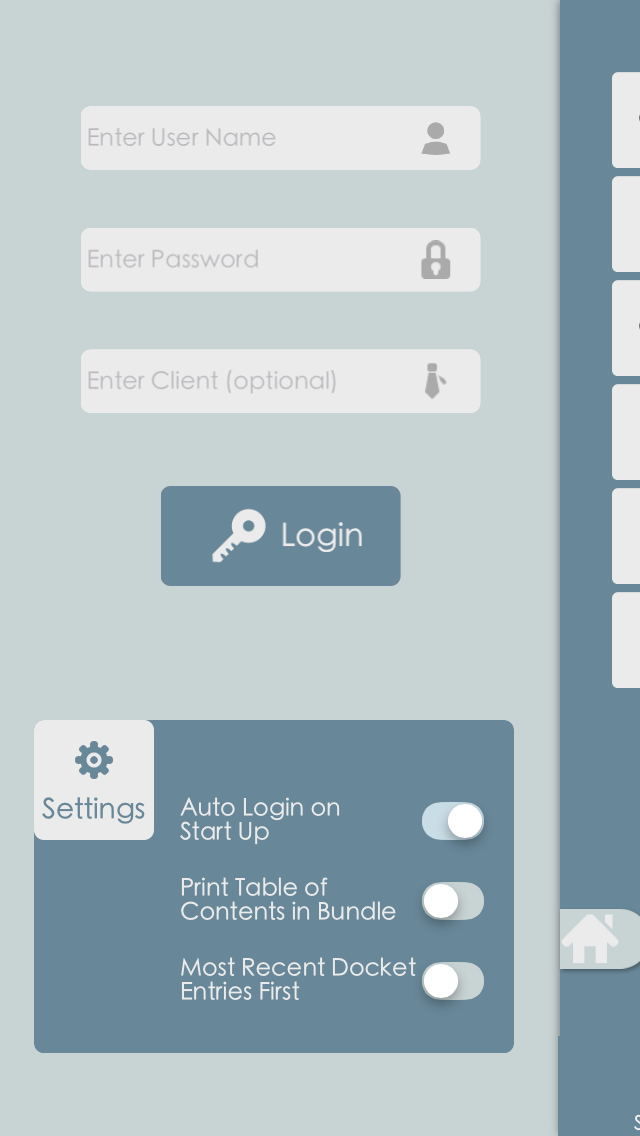 Enter User Name
Enter Password
Enter Client (optional)
Login
Settings
Auto Login on
Start Up
Print Table of
Contents in Bundle
Most Recent Docket
Entries First